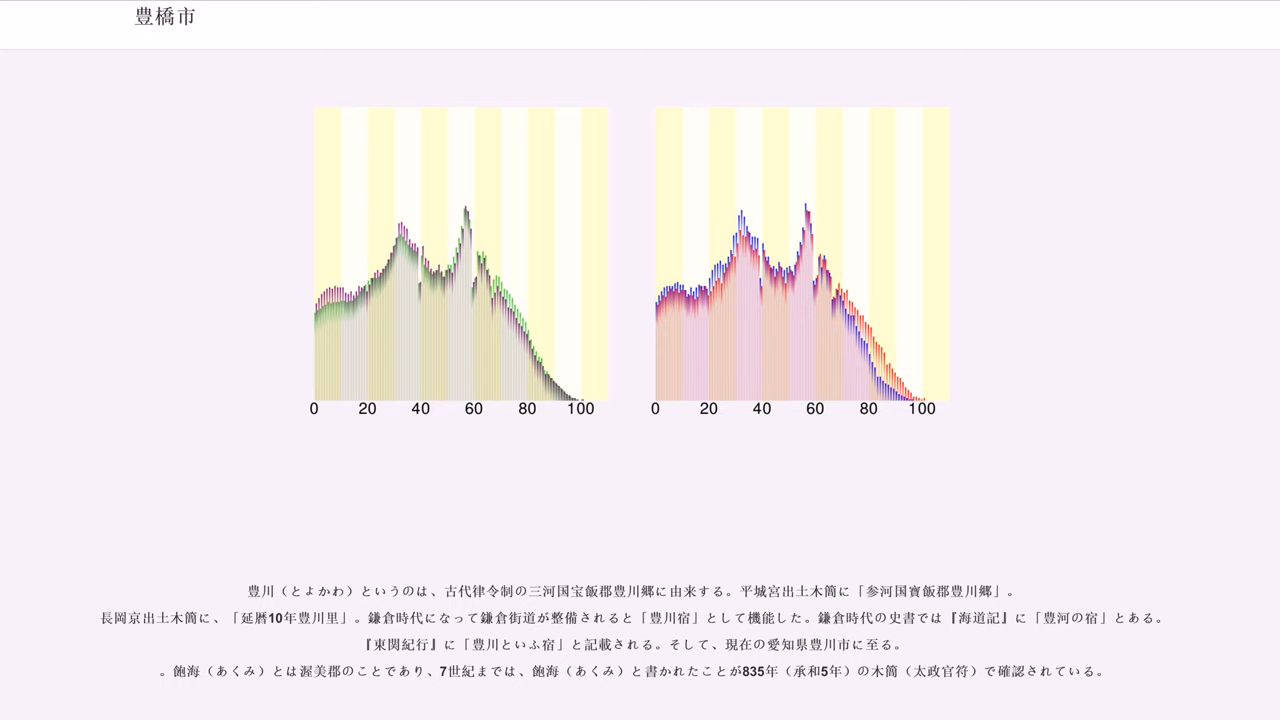 豊橋市
0 20 40 60 80 100
0 20 40 60 80 100
豊川（とよかわ）というのは、古代律令制の三河国宝飯郡豊川郷に由来する。平城宮出土木簡に「参河国寳飯郡豊川郷」。
長岡京出土木簡に、「延暦10年豊川里」。鎌倉時代になって鎌倉街道が整備されると「豊川宿」として機能した。鎌倉時代の史書では『海道記』に「豊河の宿」とある。
『東関紀行』に「豊川といふ宿」と記載される。そして、現在の愛知県豊川市に至る。
。飽海（あくみ）とは渥美郡のことであり、7世紀までは、飽海（あくみ）と書かれたことが835年（承和5年）の木簡（太政官符）で確認されている。